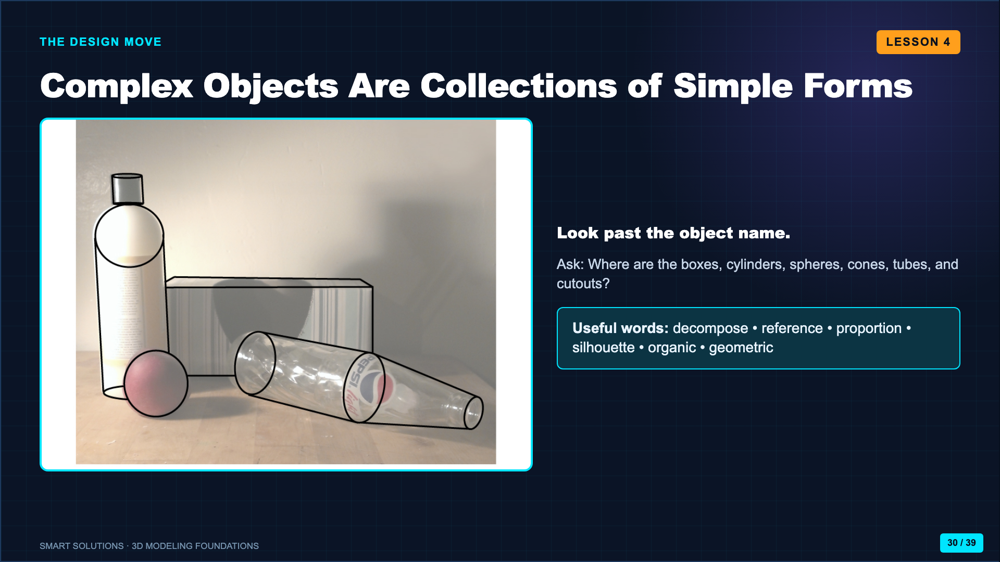 THE DESIGN MOVE
LESSON 4
Complex Objects Are Collections of Simple Forms
PEPSI
light
Look past the object name.
Ask: Where are the boxes, cylinders, spheres, cones, tubes, and
cutouts?
Useful words: decompose • reference • proportion •
silhouette • organic • geometric
SMART SOLUTIONS · 3D MODELING FOUNDATIONS
30 / 39